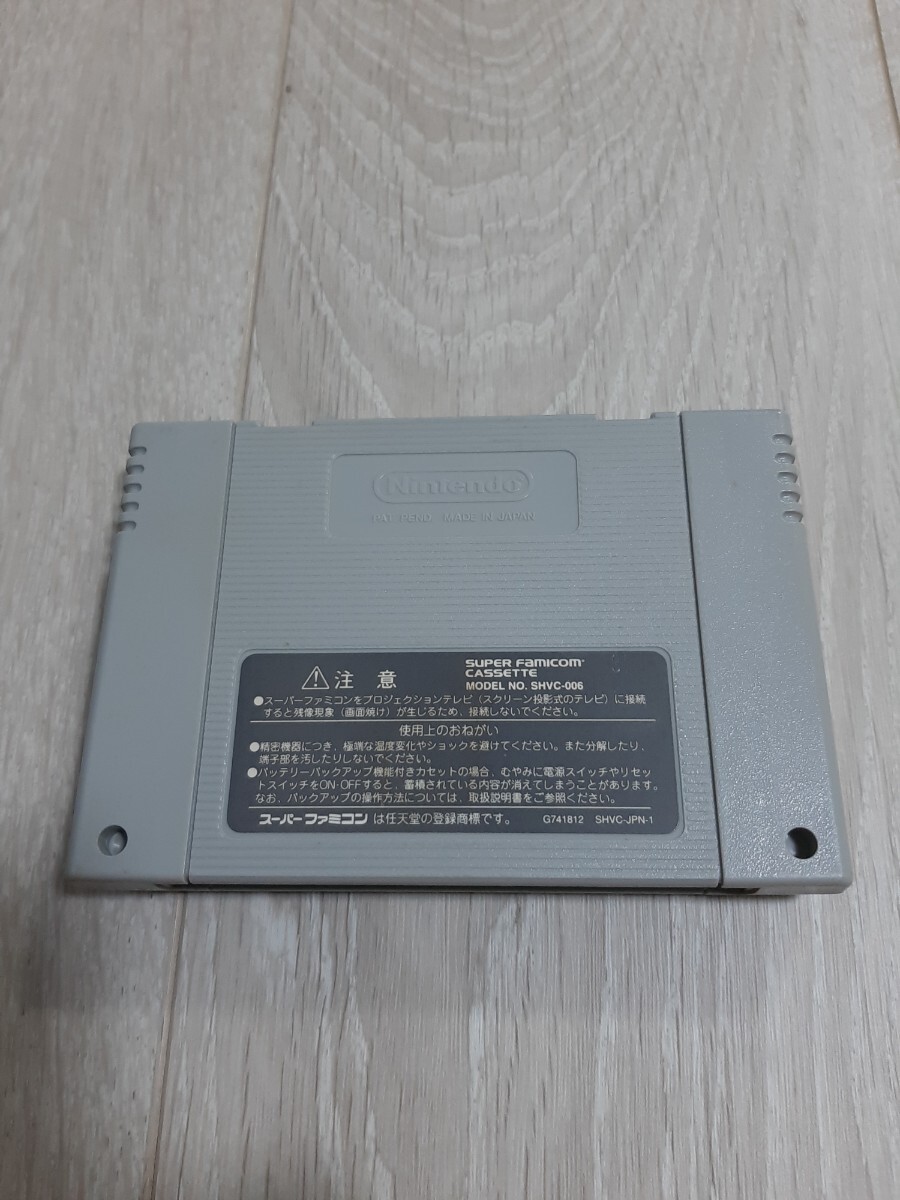 Nintendo
PAT. PEND. MADE IN JAPAN
注意
SUPER FAMICOM
CASSETTE
MODEL NO. SHVC-006
●スーパーファミコンをプロジェクションテレビ（スクリーン投影式のテレビ）に接続
すると残像現象（画面焼け）が生じるため、接続しないでください。
使用上のおねがい
●精密機器につき、極端な温度変化やショックを避けてください。また分解したり、
端子部を汚したりしないでください。
●バッテリーバックアップ機能付きカセットの場合、むやみに電源スイッチやリセッ
トスイッチをON・OFFすると、蓄積されている内容が消えてしまうことがあります。
なお、バックアップの操作方法については、取扱説明書をご参照ください。
スーパーファミコン は任天堂の登録商標です。 G741812 SHVC-JPN-1